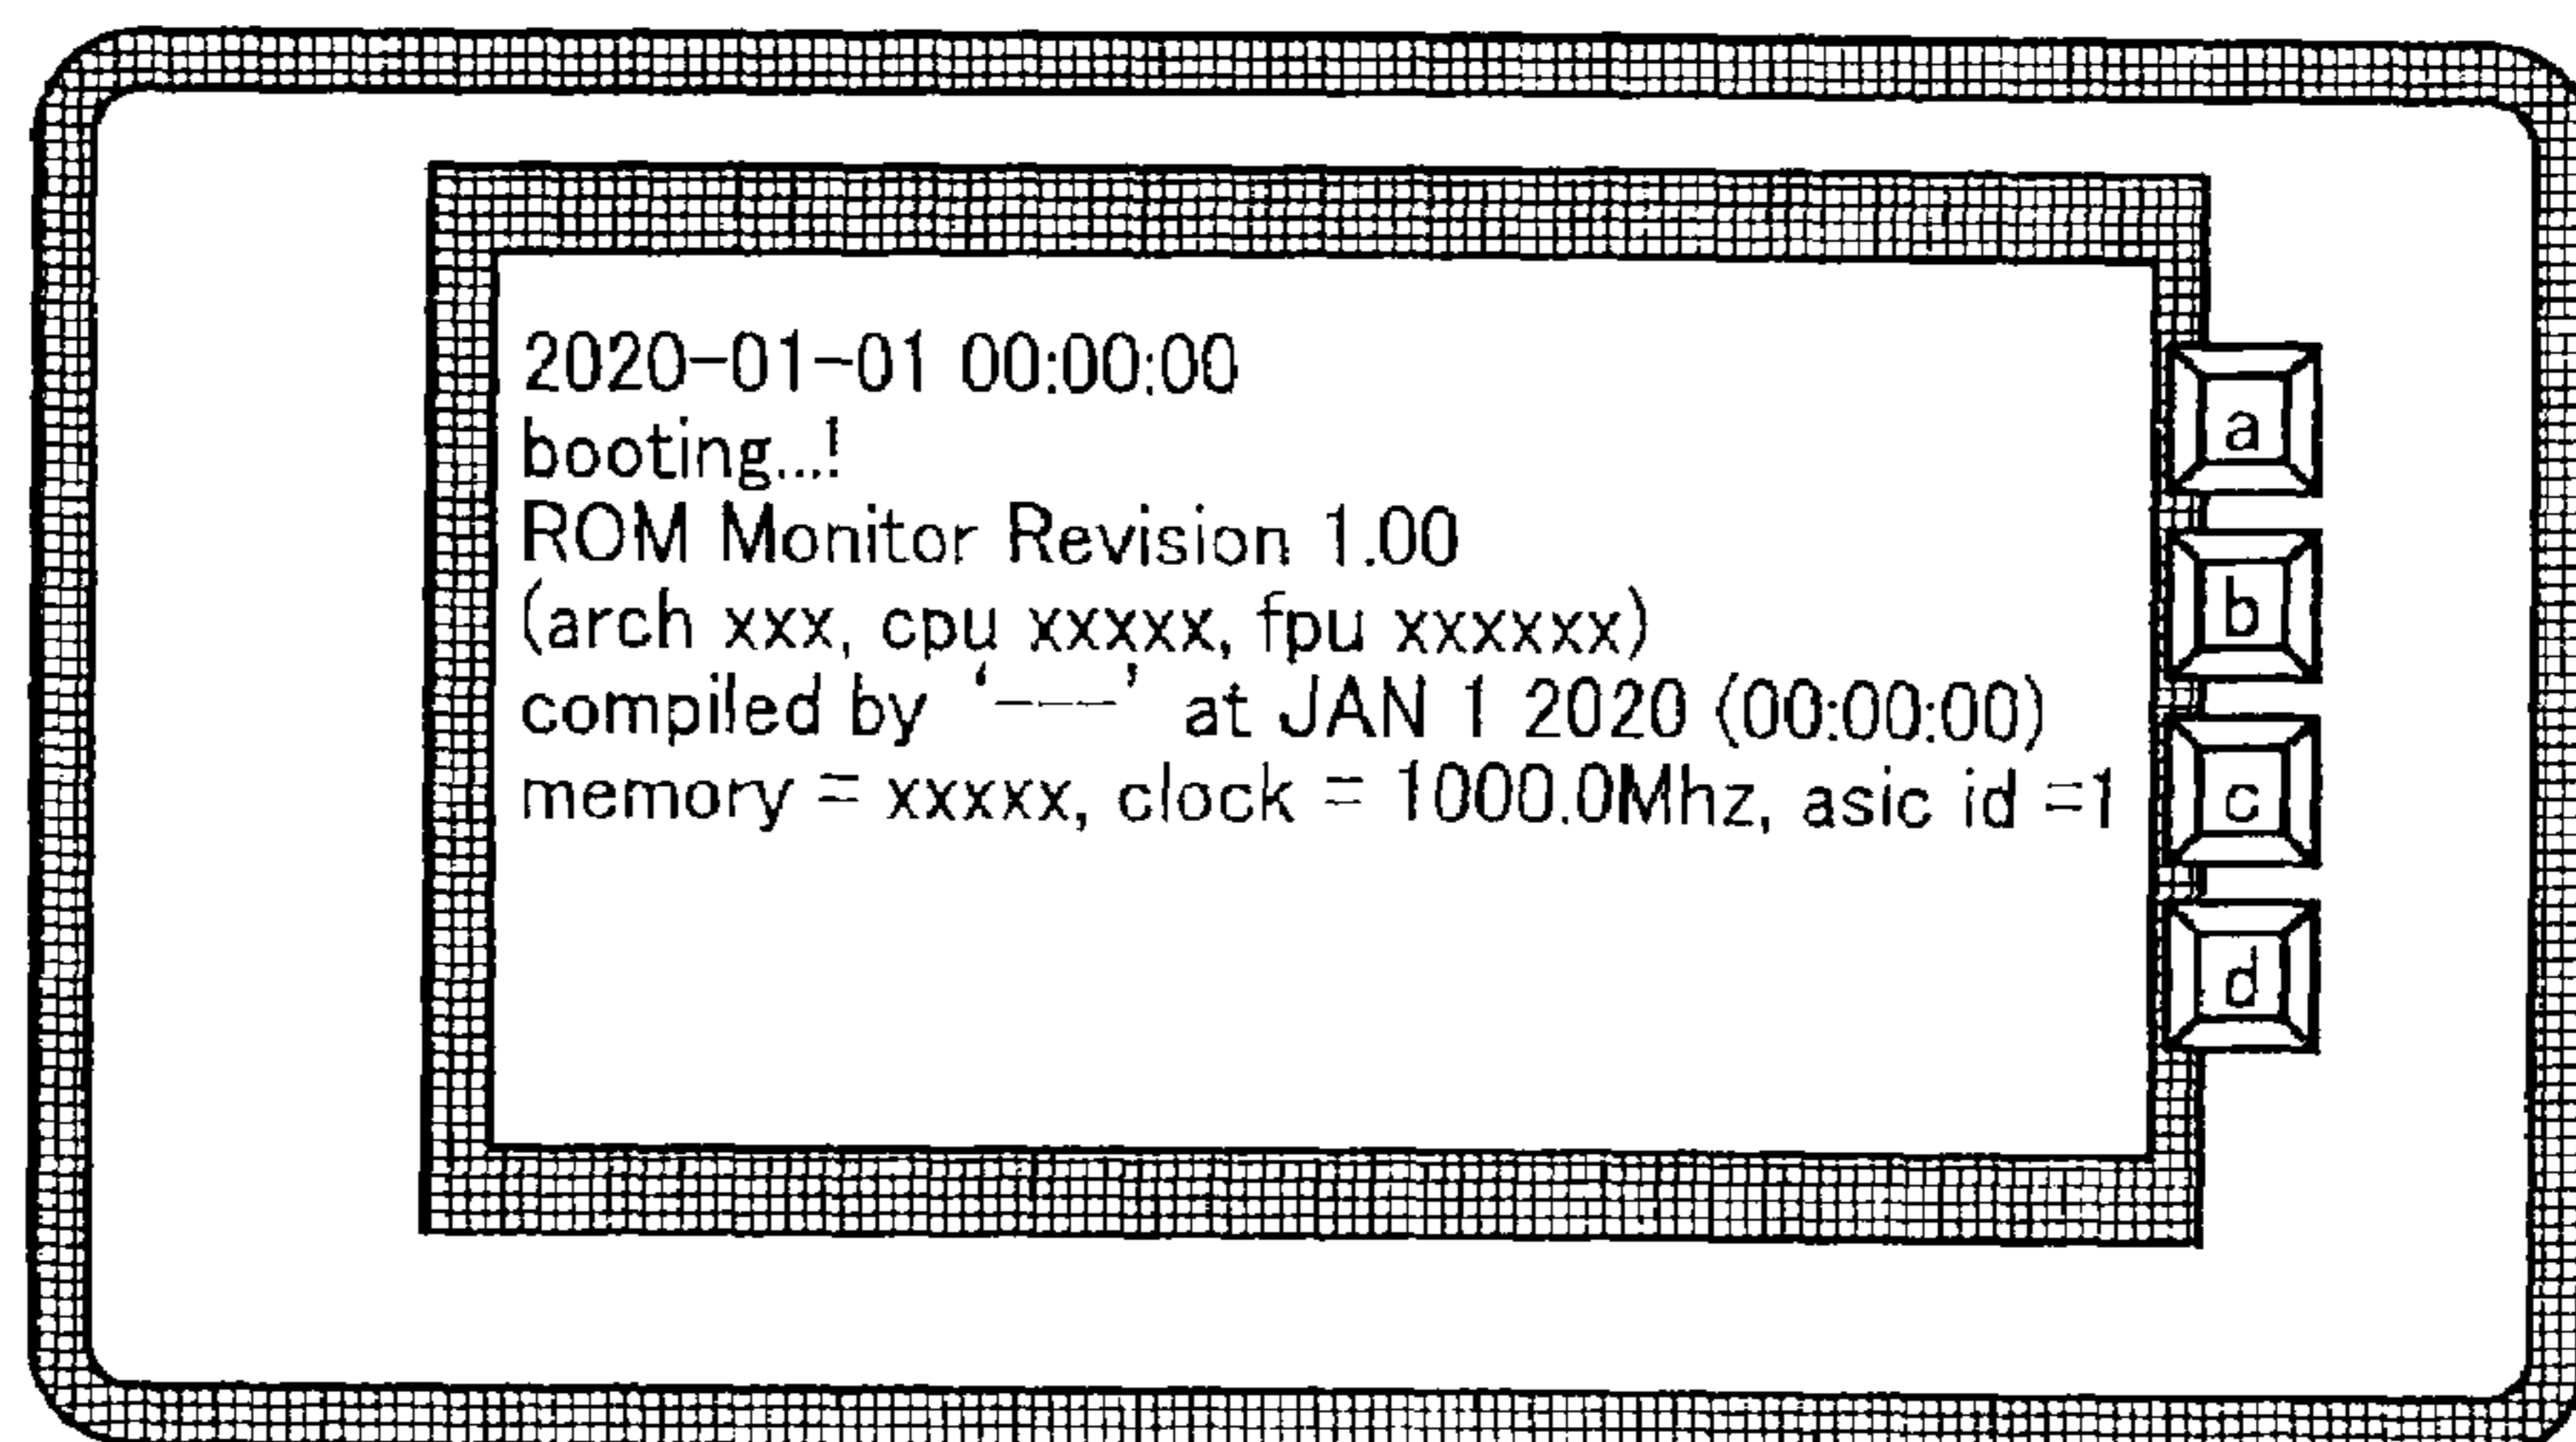 2020-01-01 00:00:00
booting...!
ROM Monitor Revision 1.00
(arch xxx, cpu xxxxx, fpu xxxxxx)
compiled by ‘---’ at JAN 1 2020 (00:00:00)
memory = xxxxx, clock = 1000.0Mhz, asic id =1
a
b
c
d